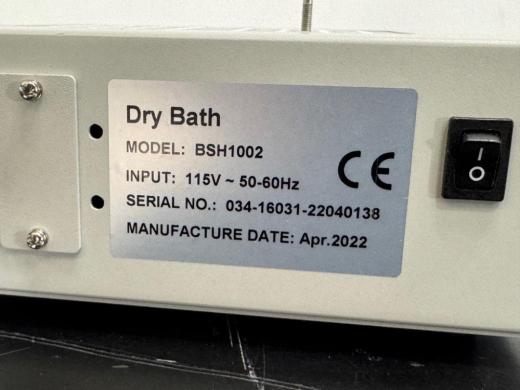 Dry Bath
MODEL: BSH1002
INPUT: 115V ~ 50-60Hz
SERIAL NO.: 034-16031-22040138
MANUFACTURE DATE: Apr.2022
CE
I
O